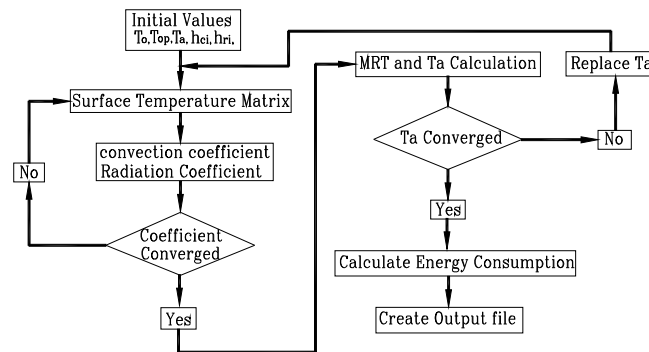 Initial Values
To,Top,Ta,hci,hri,
Surface Temperature Matrix
convection coefficient
Radiation Coefficient
No
Coefficient
Converged
Yes
MRT and Ta Calculation
Replace Ta
Ta Converged
No
Yes
Calculate Energy Consumption
Create Output file